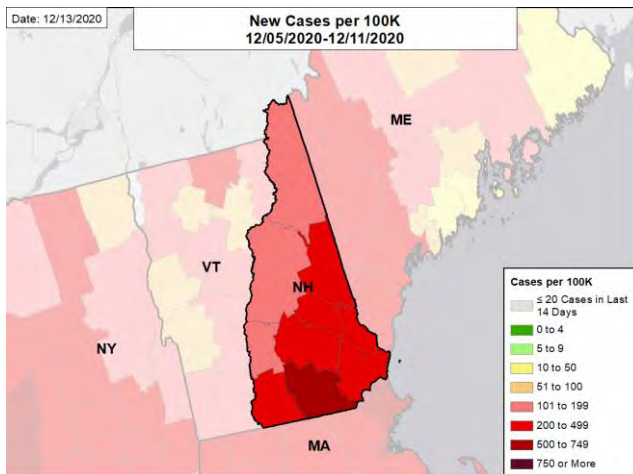 Date: 12/13/2020
New Cases per 100K
12/05/2020-12/11/2020
ME
VT
NH
NY
MA
Cases per 100K
≤ 20 Cases in Last
14 Days
0 to 4
5 to 9
10 to 50
51 to 100
101 to 199
200 to 499
500 to 749
750 or More